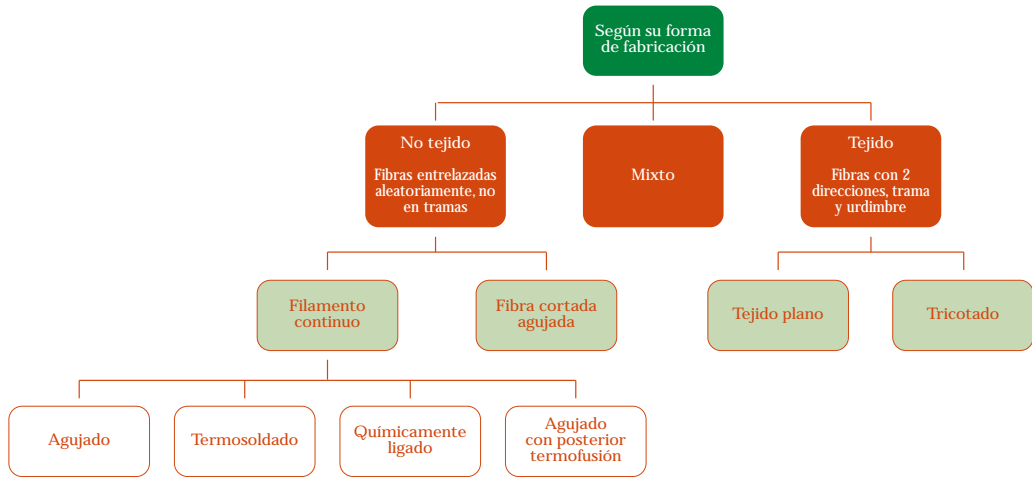 Según su forma
de fabricación
No tejido
Fibras entrelazadas
aleatoriamente, no
en tramas
Mixto
Tejido
Fibras con 2
direcciones, trama
y urdimbre
Filamento
continuo
Fibra cortada
agujada
Tejido plano
Tricotado
Agujado
Termosoldado
Químicamente
ligado
Agujado
con posterior
termofusión